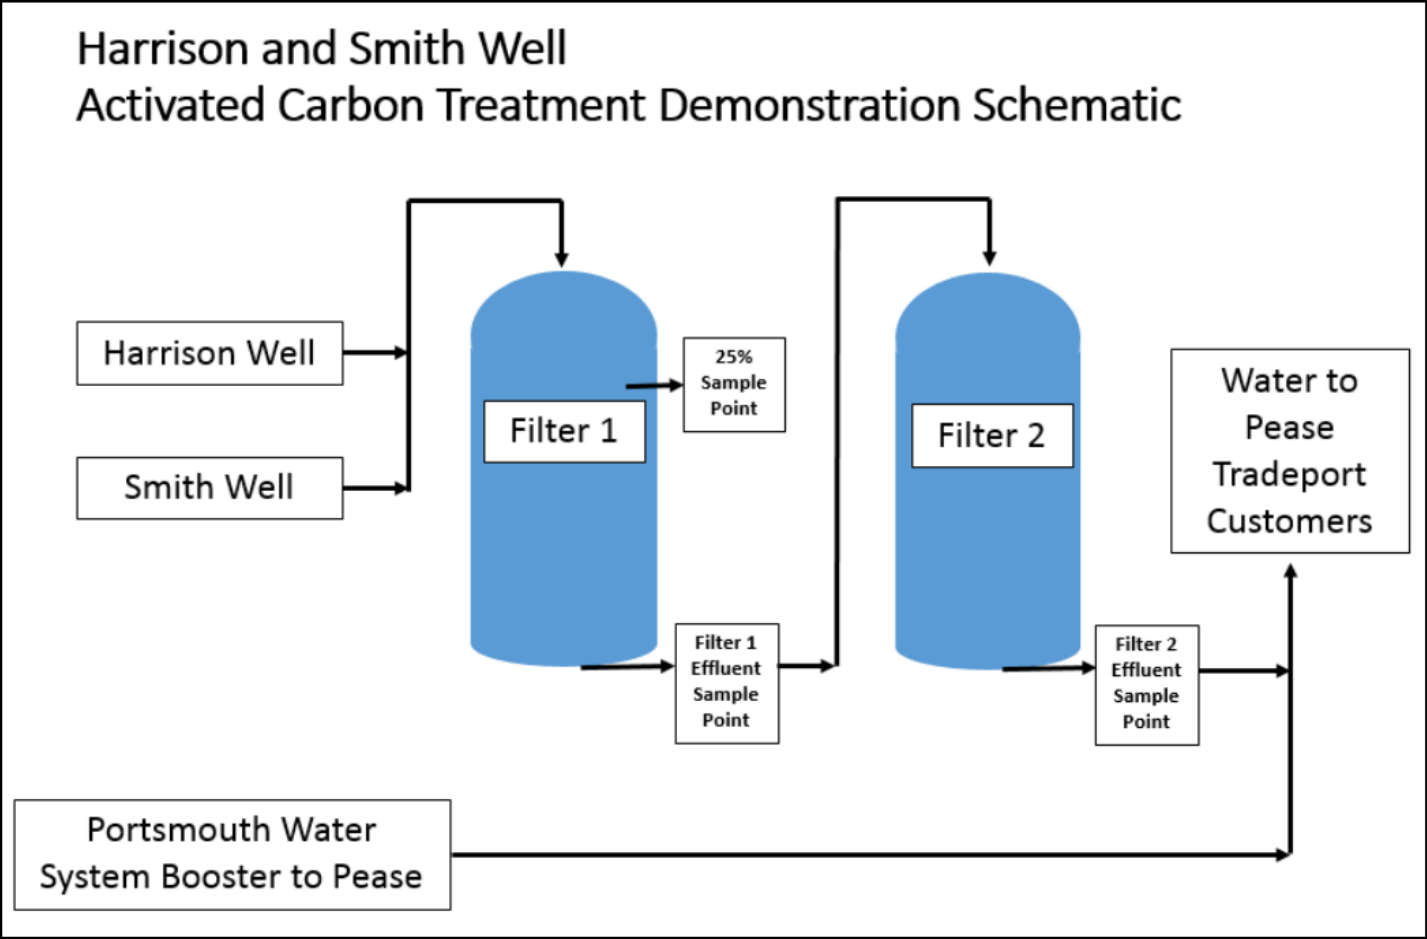 Harrison and Smith Well
Activated Carbon Treatment Demonstration Schematic
Harrison Well
Smith Well
Filter 1
25%
Sample
Point
Filter 1
Effluent
Sample
Point
Filter 2
Filter 2
Effluent
Sample
Point
Water to
Pease
Tradeport
Customers
Portsmouth Water
System Booster to Pease